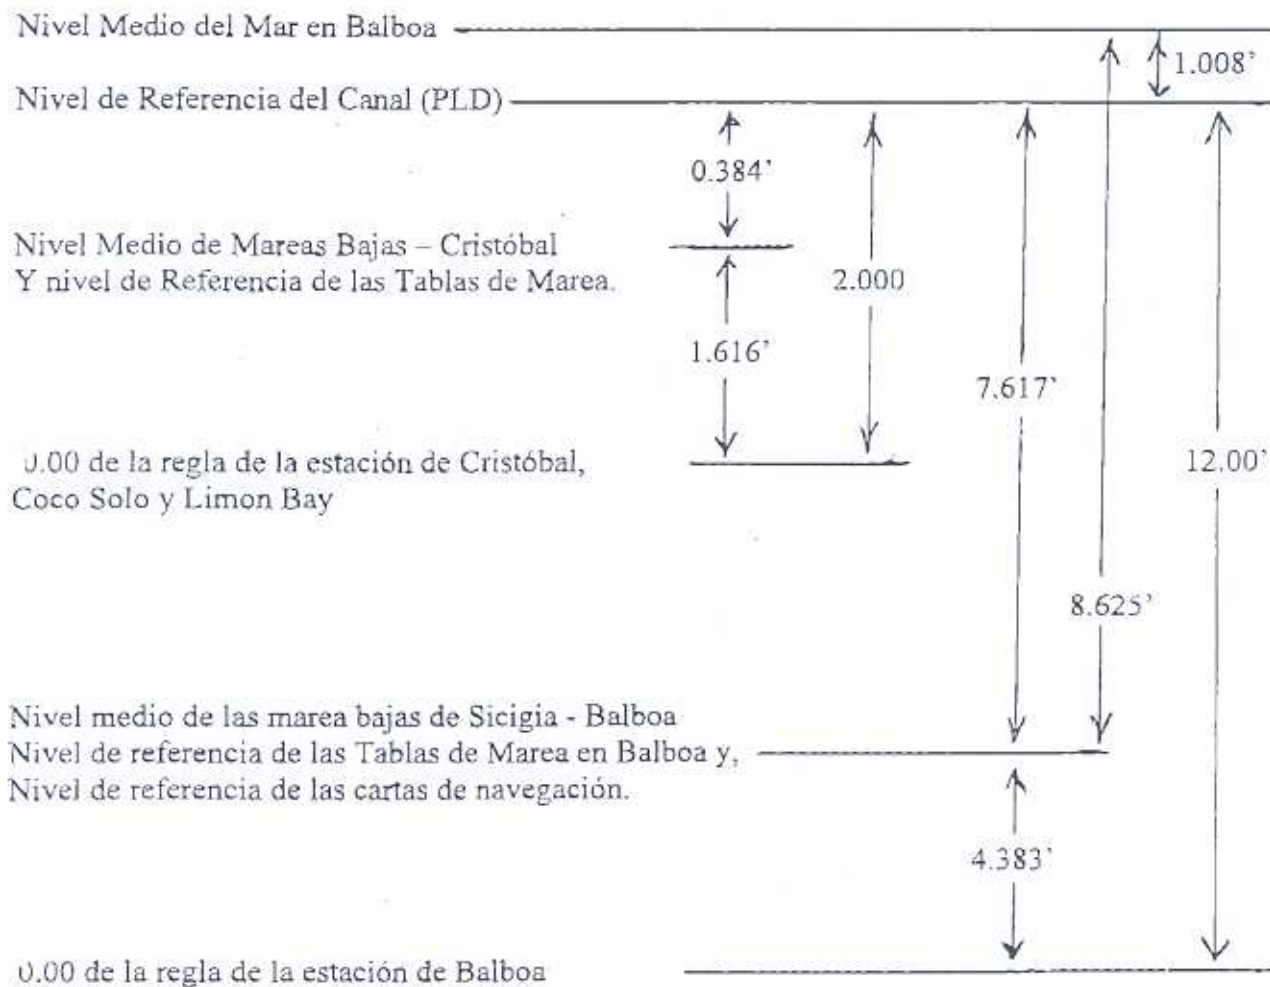 Nivel Medio del Mar en Balboa
1.008'
Nivel de Referencia del Canal (PLD)
0.384'
Nivel Medio de Mareas Bajas – Cristóbal
Y nivel de Referencia de las Tablas de Marea.
2.000
1.616'
7.617'
0.00 de la regla de la estación de Cristóbal,
Coco Solo y Limon Bay
12.00'
8.625'
Nivel medio de las marea bajas de Sicigia - Balboa
Nivel de referencia de las Tablas de Marea en Balboa y,
Nivel de referencia de las cartas de navegación.
4.383'
0.00 de la regla de la estación de Balboa